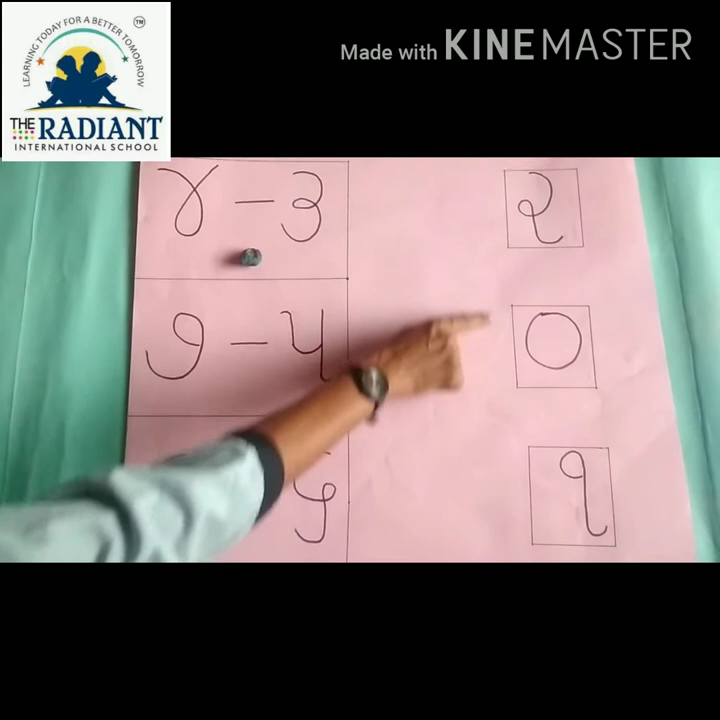 LEARNING TODAY FOR A BETTER TOMORROW
TM
THE RADIANT
INTERNATIONAL SCHOOL
Made with KINEMASTER
૪ – ૩ ૨
૭ – ૫ ૦
૬ ૧